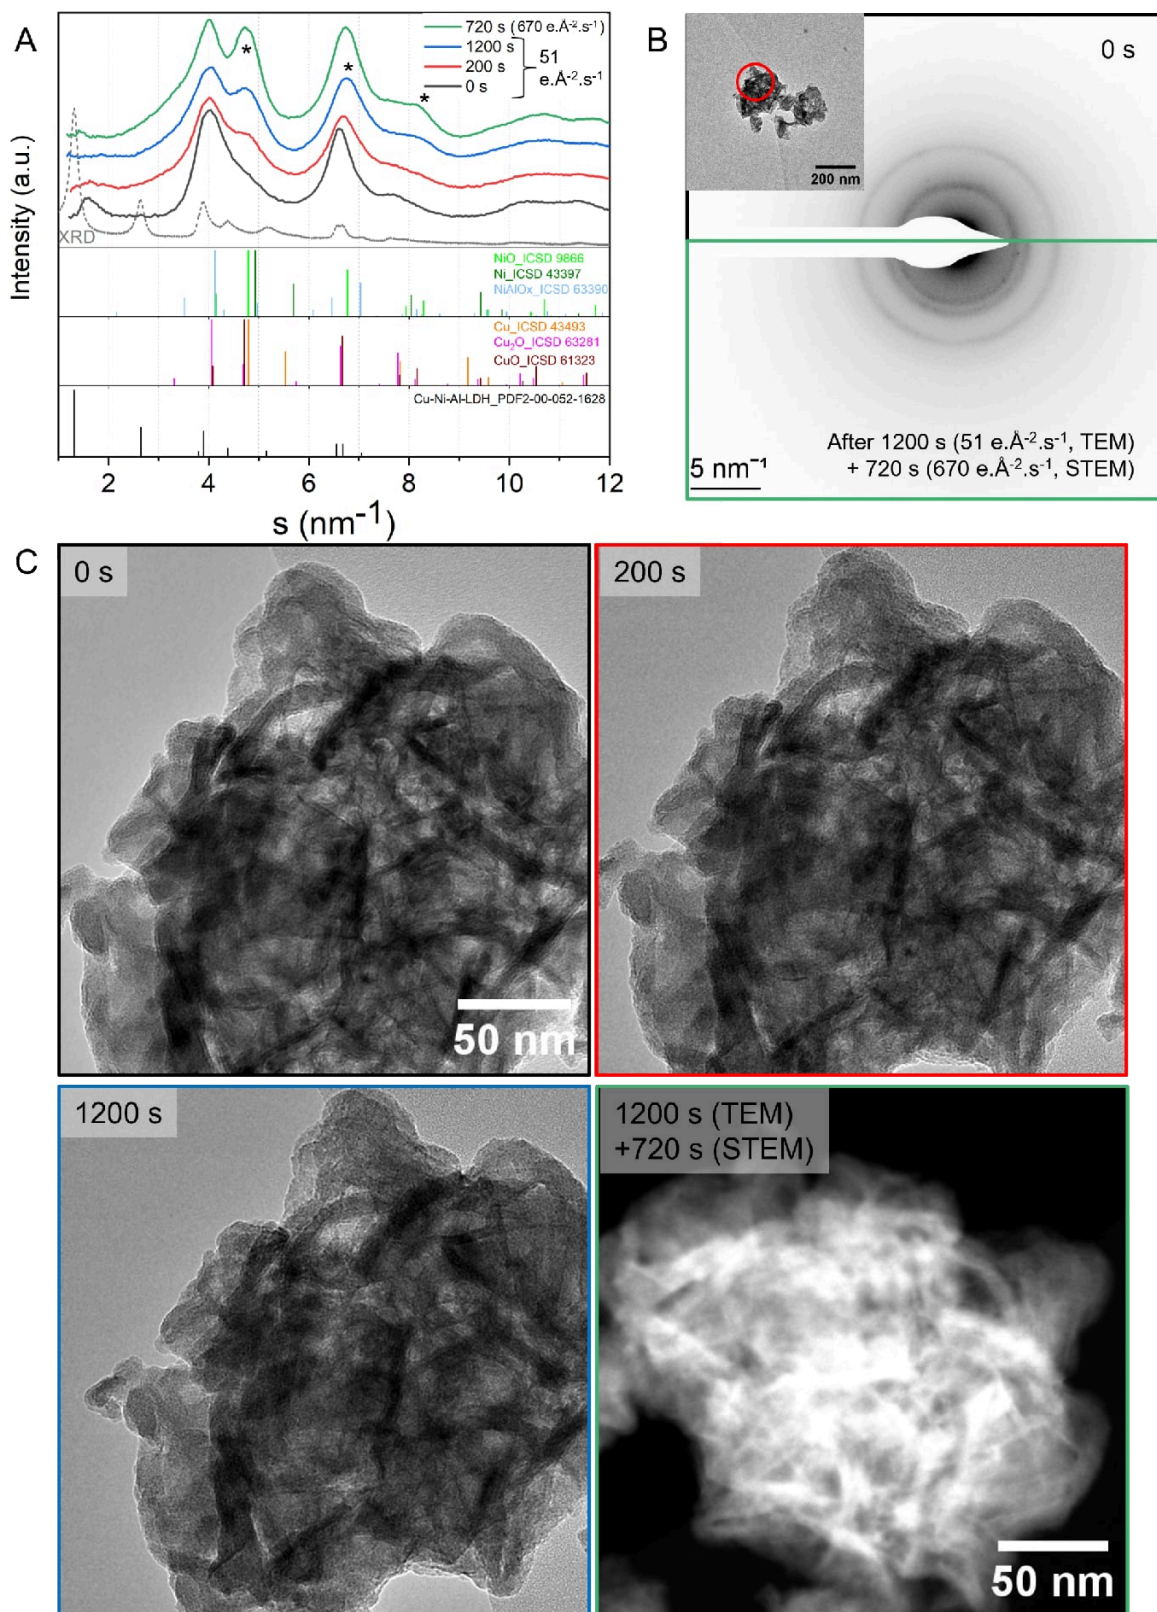 A
720 s (670 e.Å⁻².s⁻¹)
1200 s
200 s
0 s
51
e.Å⁻².s⁻¹
*
*
*
Intensity (a.u.)
XRD
NiO_ICSD 9866
Ni_ICSD 43397
NiAlOx_ICSD 63390
Cu_ICSD 43493
Cu₂O_ICSD 63281
CuO_ICSD 61323
Cu-Ni-Al-LDH_PDF2-00-052-1628
2 4 6 8 10 12
s (nm⁻¹)
B
0 s
200 nm
After 1200 s (51 e.Å⁻².s⁻¹, TEM)
+ 720 s (670 e.Å⁻².s⁻¹, STEM)
5 nm⁻¹
C
0 s
50 nm
200 s
1200 s
1200 s (TEM)
+720 s (STEM)
50 nm